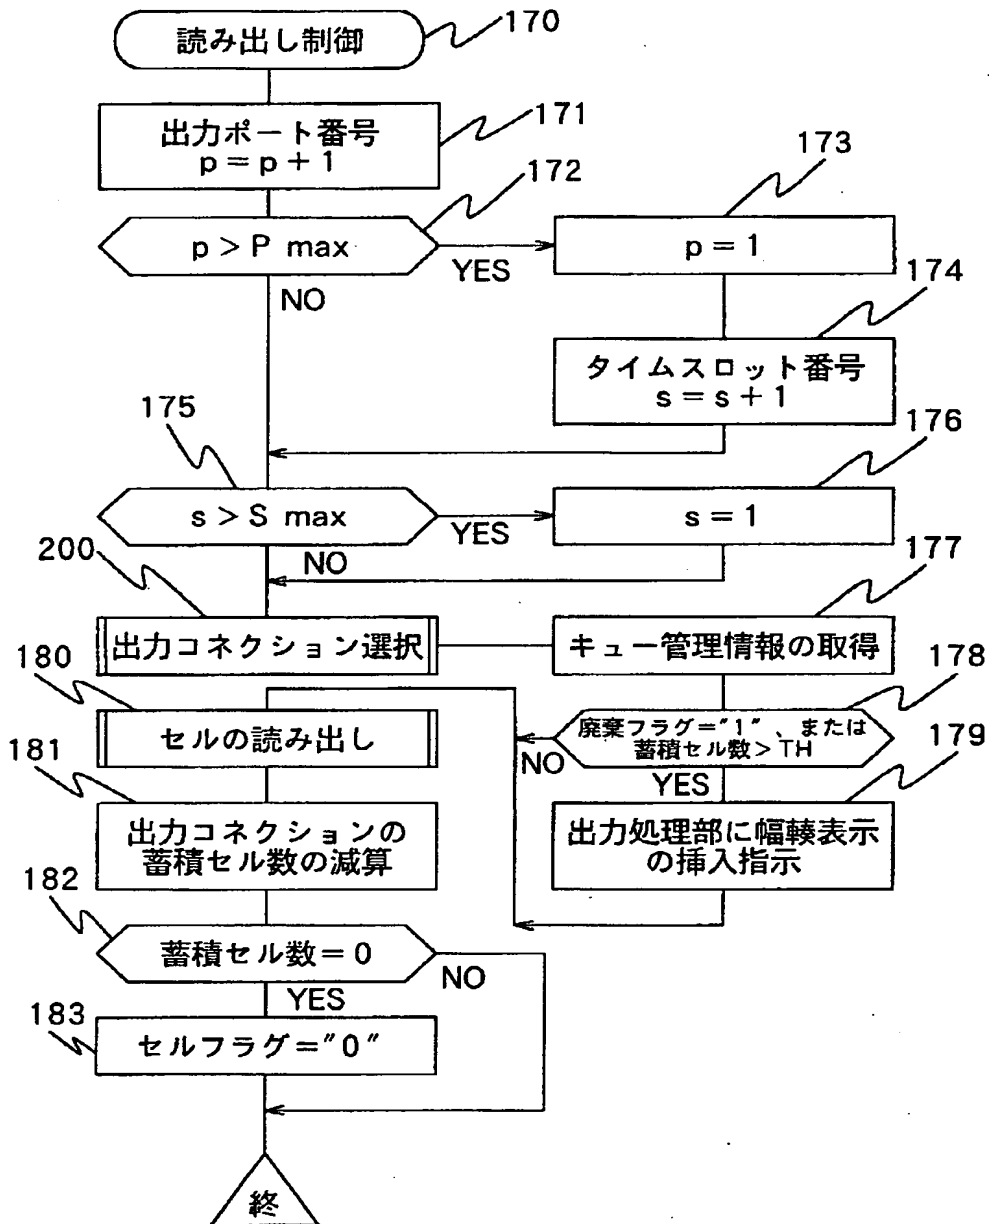 読み出し制御
170
出力ポート番号
p = p + 1
171
172
173
p > P max
YES
NO
p = 1
174
タイムスロット番号
s = s + 1
175
176
s > S max
YES
NO
s = 1
200
177
出力コネクション選択
キュー管理情報の取得
180
178
セルの読み出し
廃棄フラグ="1"、または
蓄積セル数>TH
NO
YES
181
179
出力コネクションの
蓄積セル数の減算
出力処理部に幅輳表示
の挿入指示
182
蓄積セル数=0
NO
YES
183
セルフラグ="0"
終